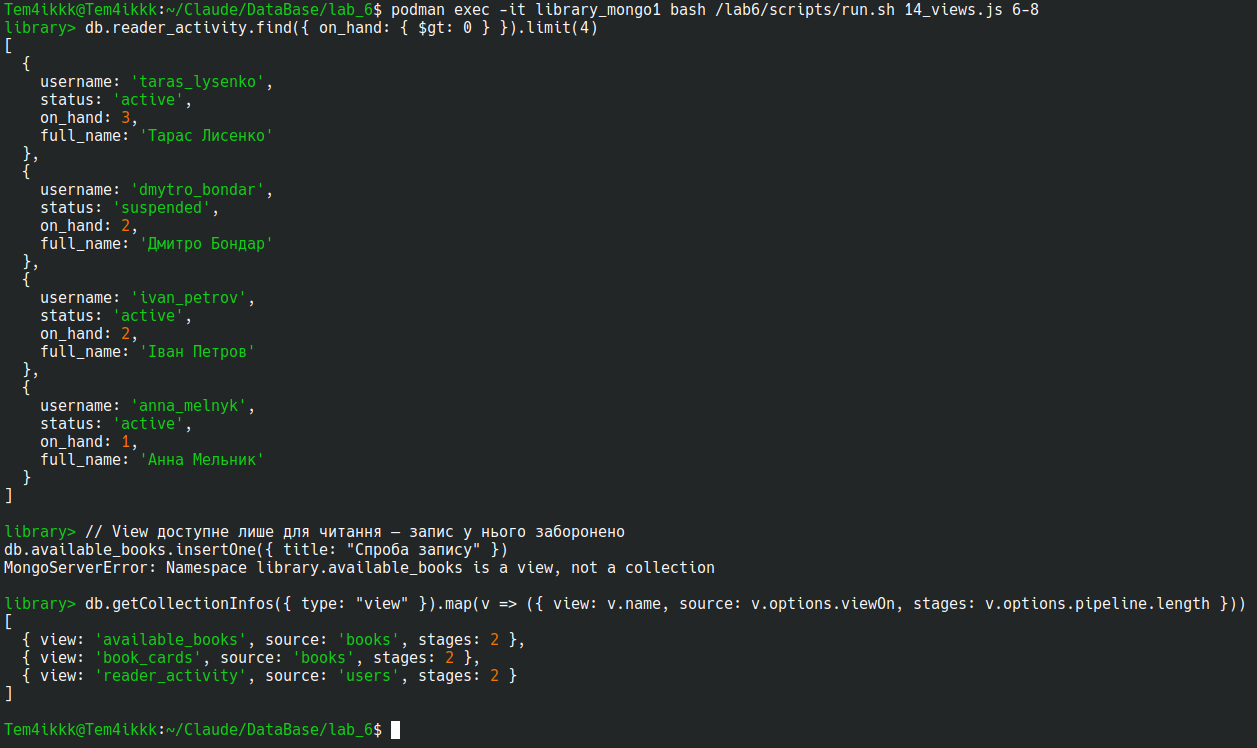 Tem4ikkk@Tem4ikkk:~/Claude/DataBase/lab_6$ podman exec -it library_mongo1 bash /lab6/scripts/run.sh 14_views.js 6-8
library> db.reader_activity.find({ on_hand: { $gt: 0 } }).limit(4)
[
  {
    username: 'taras_lysenko',
    status: 'active',
    on_hand: 3,
    full_name: 'Тарас Лисенко'
  },
  {
    username: 'dmytro_bondar',
    status: 'suspended',
    on_hand: 2,
    full_name: 'Дмитро Бондар'
  },
  {
    username: 'ivan_petrov',
    status: 'active',
    on_hand: 2,
    full_name: 'Іван Петров'
  },
  {
    username: 'anna_melnyk',
    status: 'active',
    on_hand: 1,
    full_name: 'Анна Мельник'
  }
]
library> // View доступне лише для читання — запис у нього заборонено
db.available_books.insertOne({ title: "Спроба запису" })
MongoServerError: Namespace library.available_books is a view, not a collection
library> db.getCollectionInfos({ type: "view" }).map(v => ({ view: v.name, source: v.options.viewOn, stages: v.options.pipeline.length }))
[
  { view: 'available_books', source: 'books', stages: 2 },
  { view: 'book_cards', source: 'books', stages: 2 },
  { view: 'reader_activity', source: 'users', stages: 2 }
]
Tem4ikkk@Tem4ikkk:~/Claude/DataBase/lab_6$